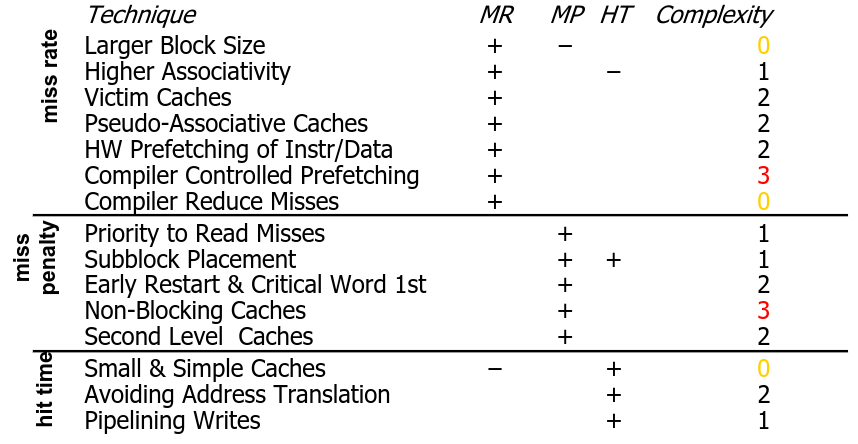 Technique MR MP HT Complexity
miss rate
Larger Block Size + – 0
Higher Associativity + – 1
Victim Caches + 2
Pseudo-Associative Caches + 2
HW Prefetching of Instr/Data + 2
Compiler Controlled Prefetching + 3
Compiler Reduce Misses + 0
miss
penalty
Priority to Read Misses + 1
Subblock Placement + + 1
Early Restart & Critical Word 1st + 2
Non-Blocking Caches + 3
Second Level Caches + 2
hit time
Small & Simple Caches – + 0
Avoiding Address Translation + 2
Pipelining Writes + 1